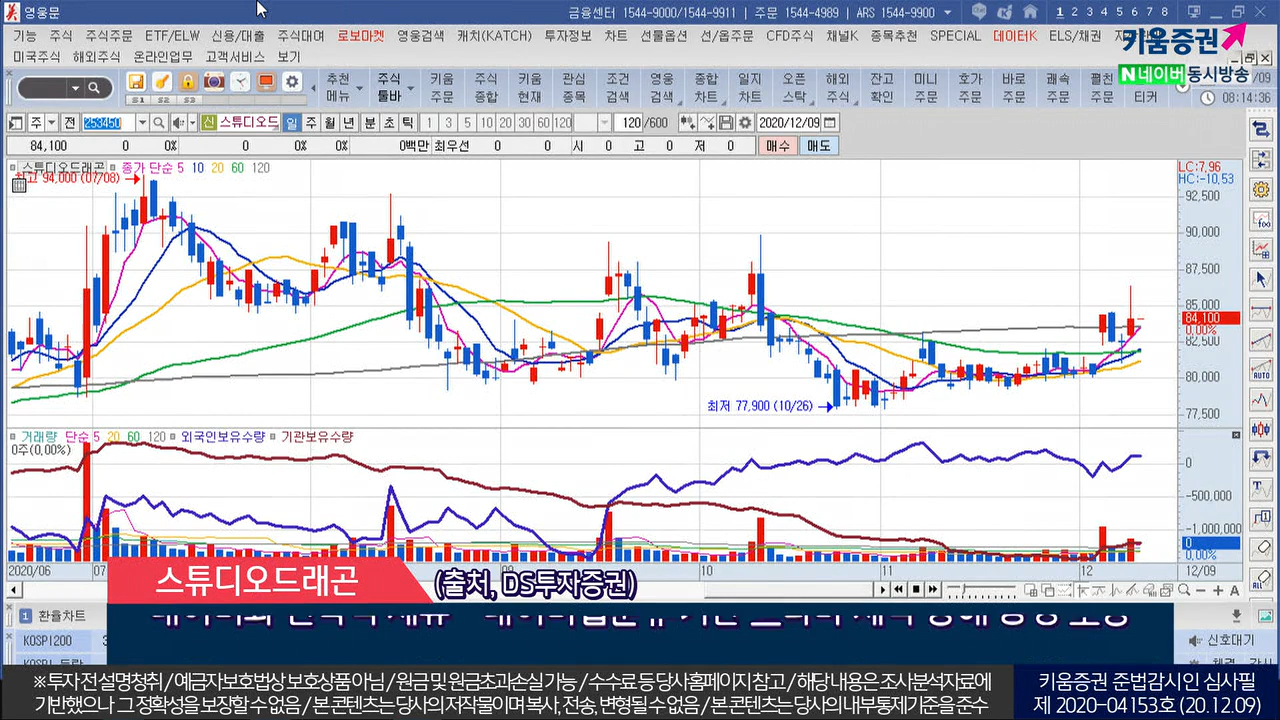 영웅문
금융센터 1544-9000/1544-9911 | 주문 1544-4989 | ARS 1544-9900
1 2 3 4 5 6 7 8
기능 주식 주식주문 ETF/ELW 신용/대출 주식대여 로보마켓 영웅검색 캐치(KATCH) 투자정보 차트 선물옵션 선/옵주문 CFD주식 채널K 종목추천 SPECIAL 데이터K ELS/채권
미국주식 해외주식 온라인업무 고객서비스 보기
키움증권
N 네이버 동시방송
추천 주식 키움 주식 키움 관심 조건 영웅 종합 일지 오픈 해외 잔고 미니 호가 바로 쾌속 펼친
메뉴 툴바 주문 종합 현재 종목 검색 검색 차트 차트 스탁 주식 확인 주문 주문 주문 주문 주문 티커
S1 S2 S3
08:14:36
주 전 253450 신 스튜디오드 일 주 월 년 분 초 틱 1 3 5 10 20 30 60 120 120 /600 2020/12/09
84,100 0 0% 0 0% 0% 0백만 최우선 0 0 시 0 고 0 저 0 매수 매도
스튜디오드래곤 종가 단순 5 10 20 60 120
최고 94,000 (07/08)
LC:7,96
HC:-10,53
92,500
90,000
87,500
85,000
84,100
0,00%
82,500
80,000
77,500
최저 77,900 (10/26)
거래량 단순 5 20 60 120 외국인보유수량 기관보유수량
0주(0,00%)
0
-500,000
-1,000,000
0
0,00%
2020/06 07 10 11 12 12/09
스튜디오드래곤
(출처, DS투자증권)
1 환율차트
KOSPI200
신호대기
※ 투자 전 설명청취 / 예금자보호법상 보호상품 아님 / 원금 및 원금초과손실 가능 / 수수료 등 당사홈페이지 참고 / 해당 내용은 조사분석자료에
기반했으나 그 정확성을 보장할 수 없음 / 본 콘텐츠는 당사의 저작물이며 복사, 전송, 변형될 수 없음 / 본 콘텐츠는 당사의 내부통제기준을 준수
키움증권 준법감시인 심사필
제 2020-04153호 (20.12.09)